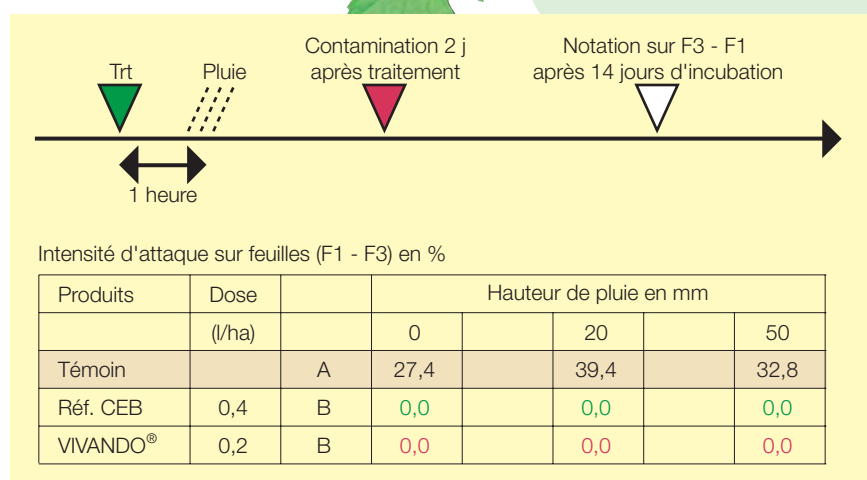 Trt
Pluie
Contamination 2 j
après traitement
Notation sur F3 - F1
après 14 jours d'incubation
1 heure
Intensité d'attaque sur feuilles (F1 - F3) en %
Produits Dose Hauteur de pluie en mm
(l/ha) 0 20 50
Témoin A 27,4 39,4 32,8
Réf. CEB 0,4 B 0,0 0,0 0,0
VIVANDO® 0,2 B 0,0 0,0 0,0